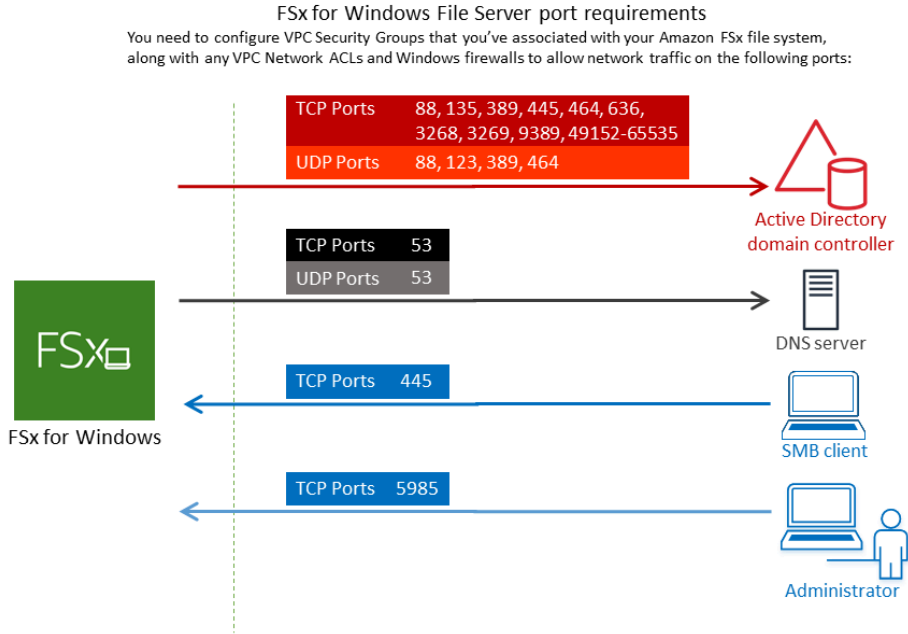 FSx for Windows File Server port requirements
You need to configure VPC Security Groups that you've associated with your Amazon FSx file system,
along with any VPC Network ACLs and Windows firewalls to allow network traffic on the following ports:
TCP Ports 88, 135, 389, 445, 464, 636,
3268, 3269, 9389, 49152-65535
UDP Ports 88, 123, 389, 464
Active Directory
domain controller
TCP Ports 53
UDP Ports 53
DNS server
FSx
FSx for Windows
TCP Ports 445
SMB client
TCP Ports 5985
Administrator